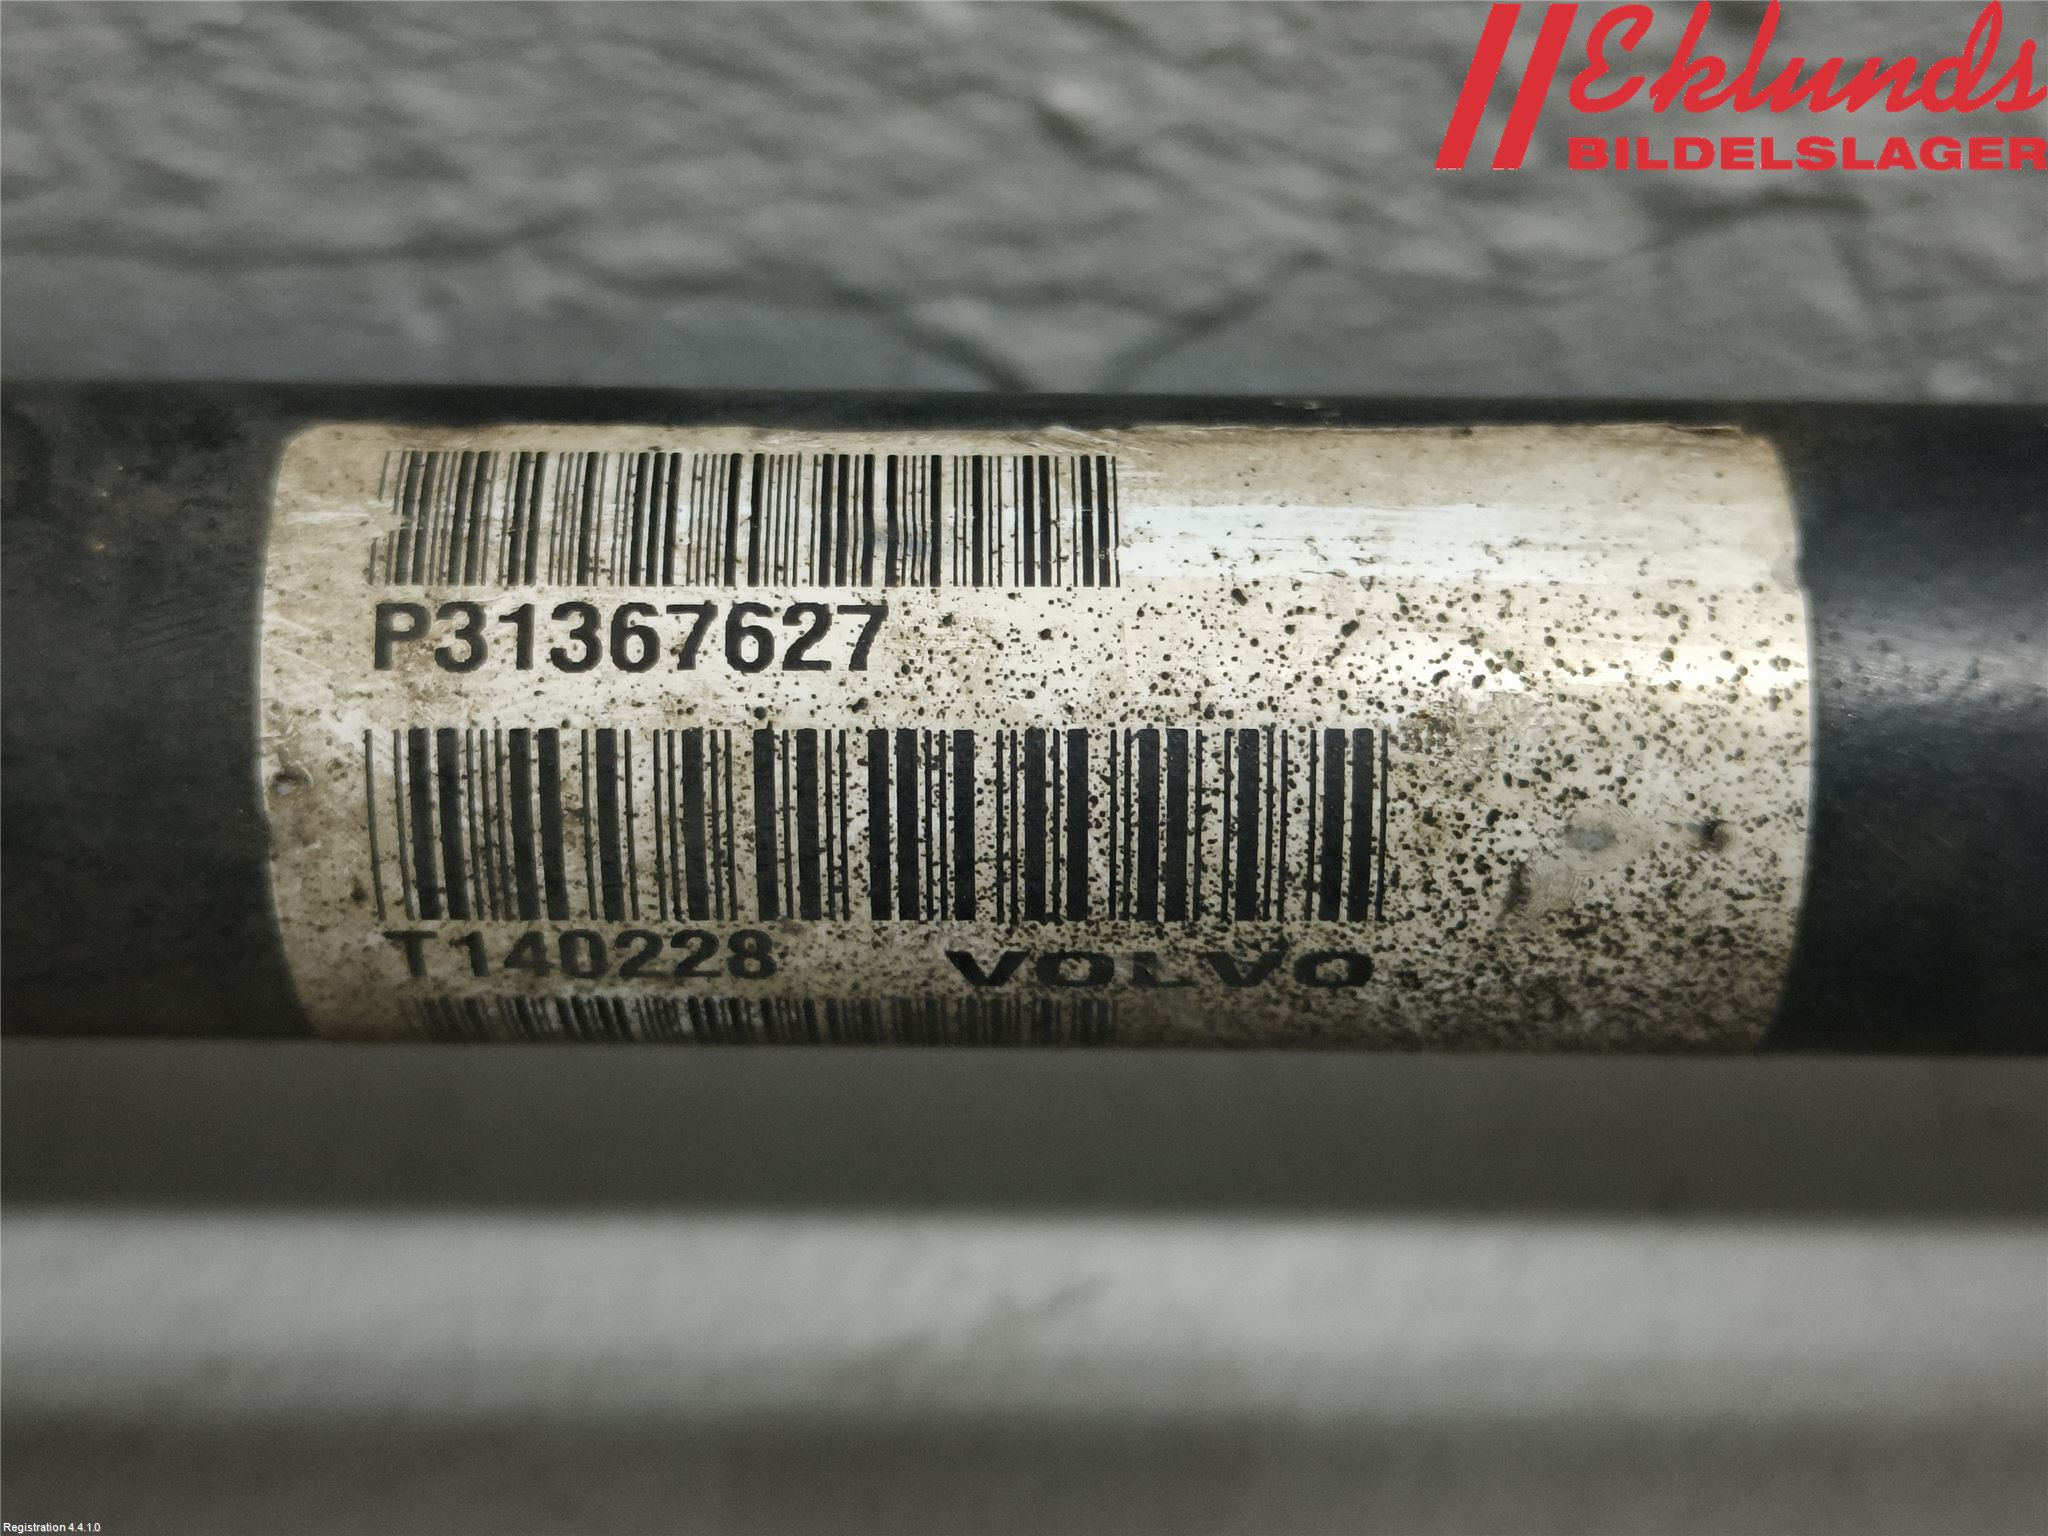 Eklunds
BILDELSLAGER
P31367627
T140228 VOLVO
Registration 4.4.1.0